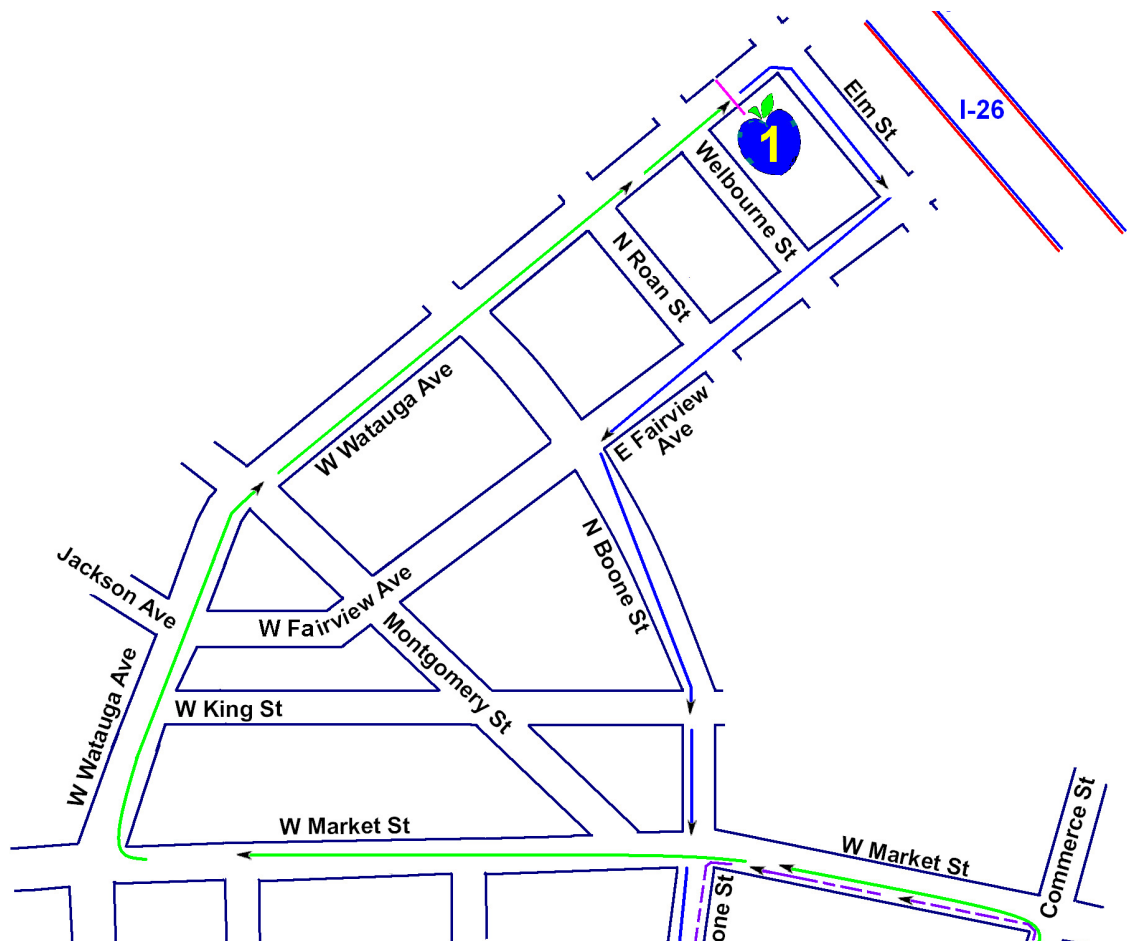 Elm St
I-26
1
Welbourne St
N Roan St
W Watauga Ave
E Fairview
Ave
N Boone St
Jackson Ave
W Fairview Ave
Montgomery St
W Watauga Ave
W King St
W Market St
W Market St
Commerce St
one St